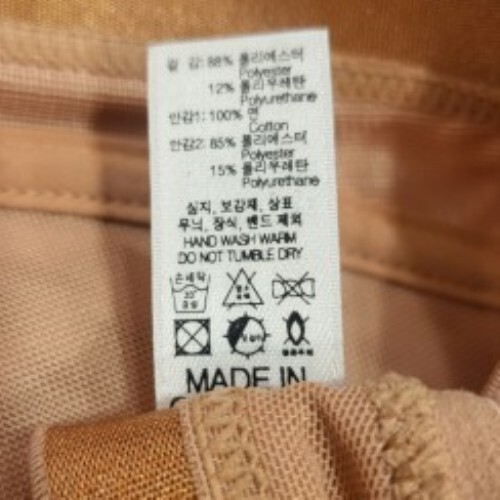 겉 감: 88% 폴리에스터
Polyester
12% 폴리우레탄
Polyurethane
안감1: 100% 면
Cotton
안감2: 85% 폴리에스터
Polyester
15% 폴리우레탄
Polyurethane
심지, 보강재, 상표
무늬, 장식, 밴드 제외
HAND WASH WARM
DO NOT TUMBLE DRY
손세탁
30°
중성
MADE IN